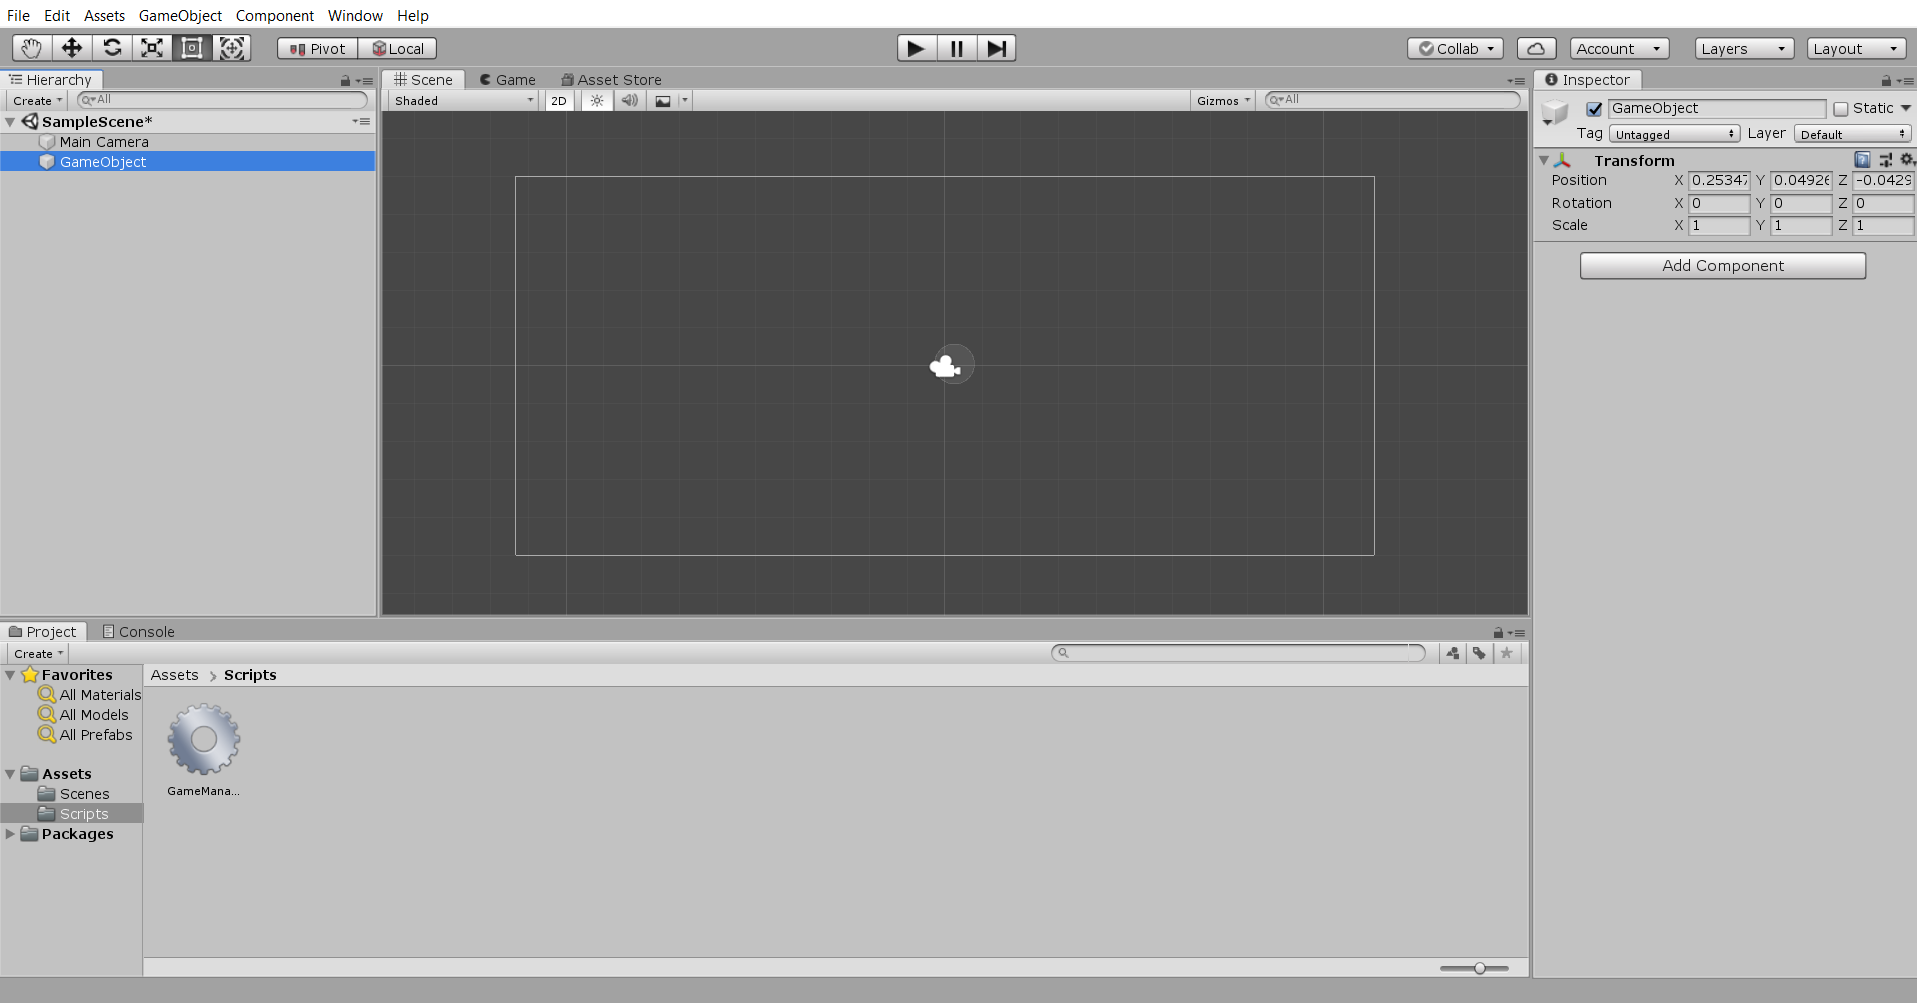 File Edit Assets GameObject Component Window Help
Pivot Local Collab Account Layers Layout
Hierarchy
Create All
SampleScene*
Main Camera
GameObject
Scene Game Asset Store
Shaded 2D Gizmos All
Inspector
GameObject Static
Tag Untagged Layer Default
Transform
Position X 0.25347 Y 0.04926 Z -0.0429
Rotation X 0 Y 0 Z 0
Scale X 1 Y 1 Z 1
Add Component
Project Console
Create
Favorites
All Materials
All Models
All Prefabs
Assets
Scenes
Scripts
Packages
Assets > Scripts
GameMana...